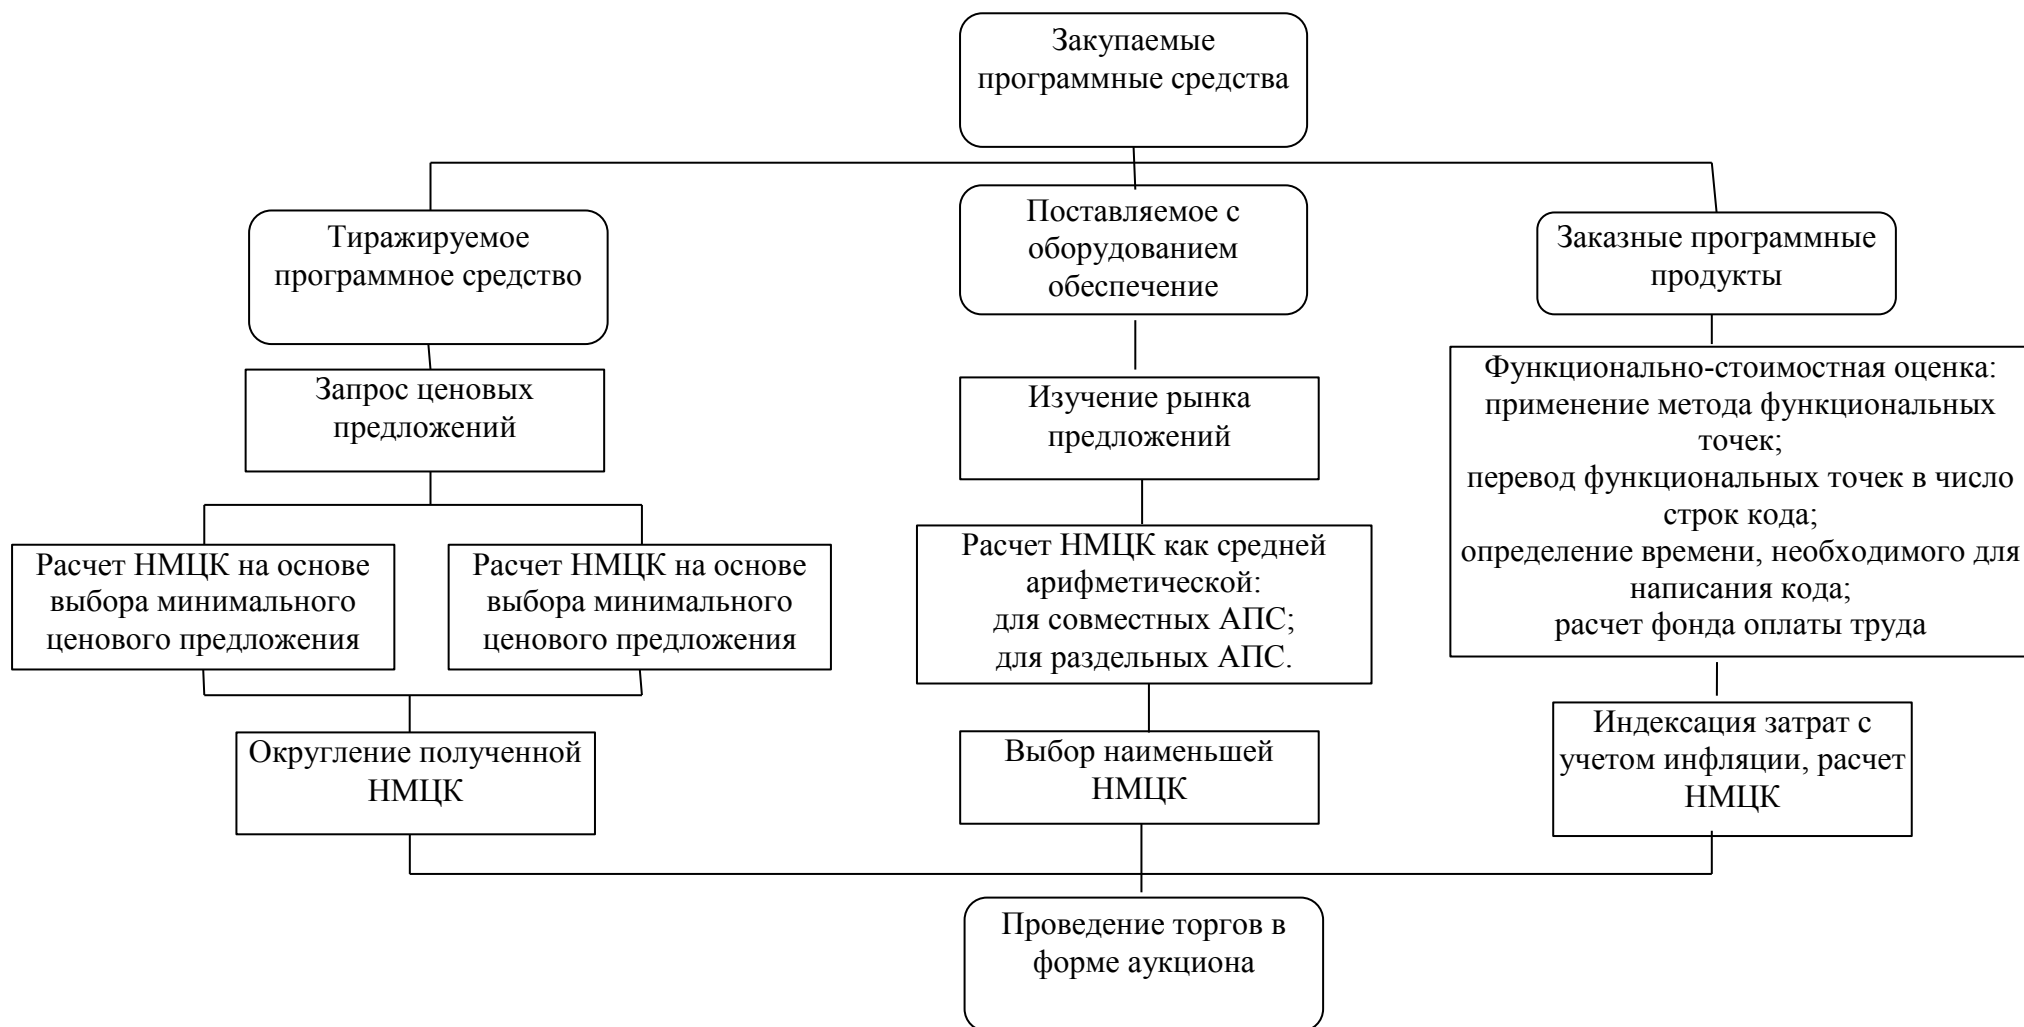 Закупаемые
программные средства
Тиражируемое
программное средство
Поставляемое с
оборудованием
обеспечение
Заказные программные
продукты
Запрос ценовых
предложений
Изучение рынка
предложений
Функционально-стоимостная оценка:
применение метода функциональных
точек;
перевод функциональных точек в число
строк кода;
определение времени, необходимого для
написания кода;
расчет фонда оплаты труда
Расчет НМЦК на основе
выбора минимального
ценового предложения
Расчет НМЦК на основе
выбора минимального
ценового предложения
Расчет НМЦК как средней
арифметической:
для совместных АПС;
для раздельных АПС.
Округление полученной
НМЦК
Выбор наименьшей
НМЦК
Индексация затрат с
учетом инфляции, расчет
НМЦК
Проведение торгов в
форме аукциона